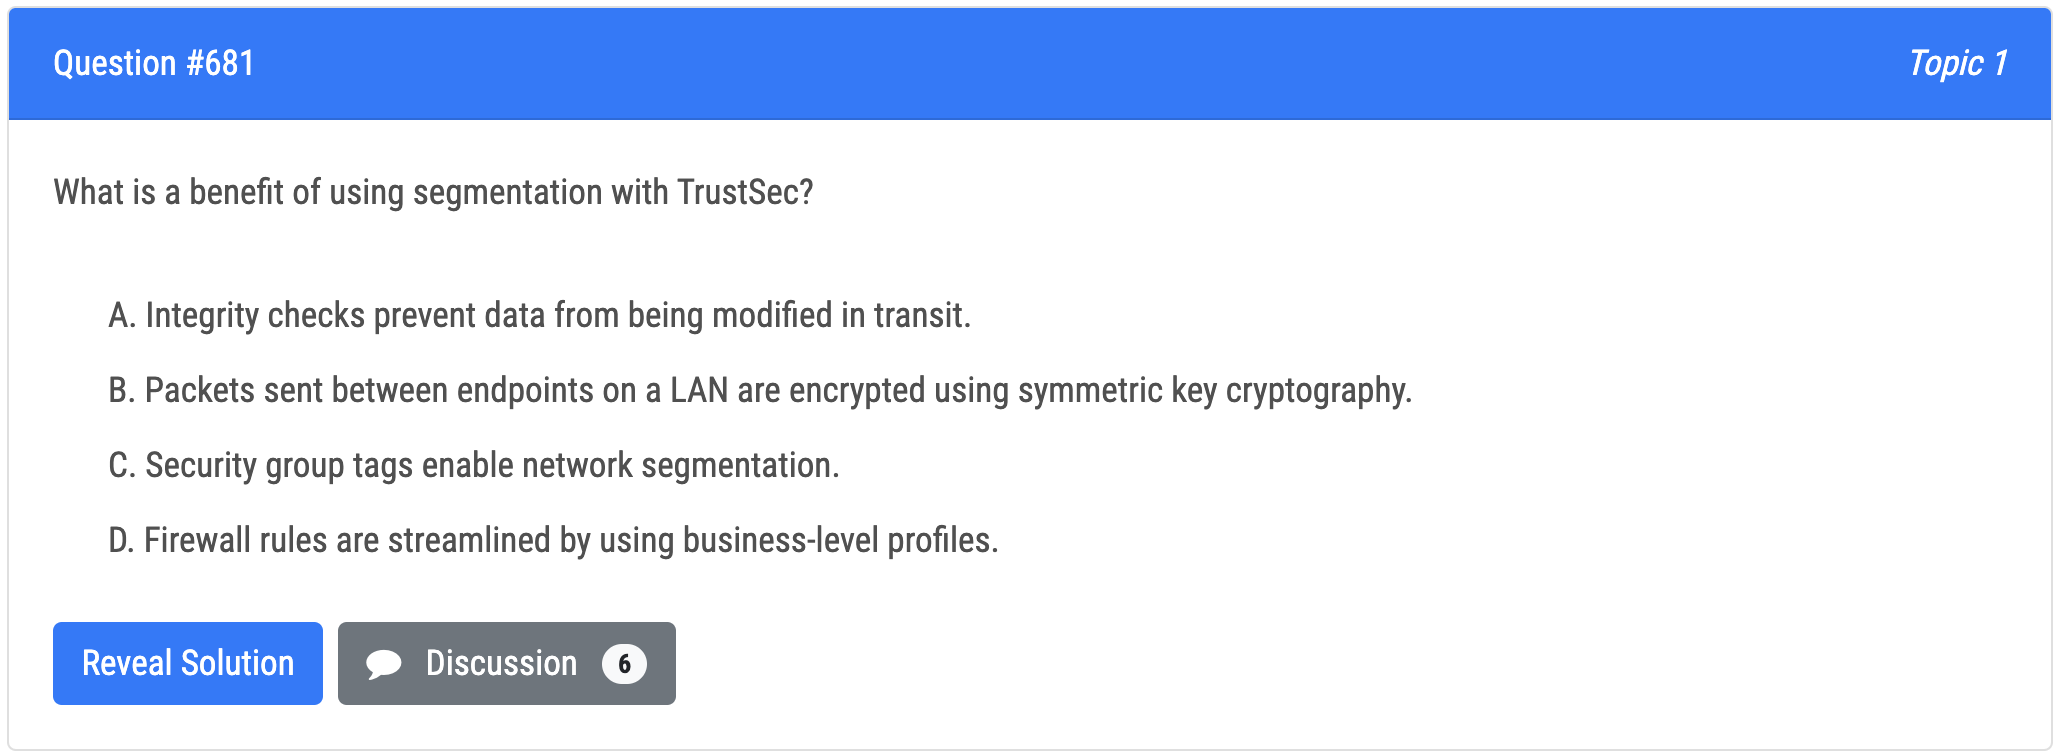 Question #681
Topic 1
What is a benefit of using segmentation with TrustSec?
A. Integrity checks prevent data from being modified in transit.
B. Packets sent between endpoints on a LAN are encrypted using symmetric key cryptography.
C. Security group tags enable network segmentation.
D. Firewall rules are streamlined by using business-level profiles.
Reveal Solution
Discussion 6